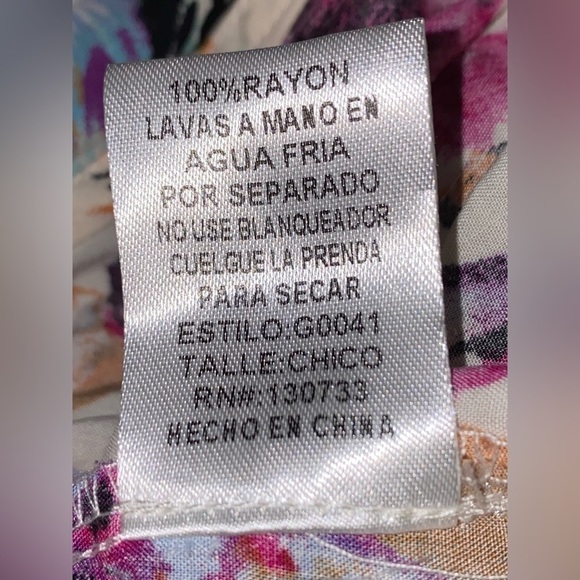 100%RAYON
LAVAS A MANO EN
AGUA FRIA
POR SEPARADO
NO USE BLANQUEADOR
CUELGUE LA PRENDA
PARA SECAR
ESTILO:G0041
TALLE:CHICO
RN#:130733
HECHO EN CHINA